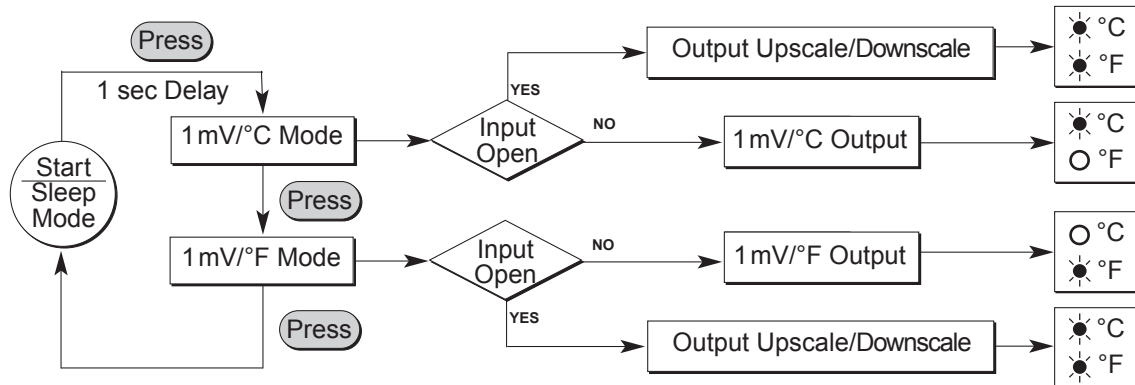 Press
1 sec Delay
Start
Sleep
Mode
1mV/°C Mode
Input
Open
YES
Output Upscale/Downscale
°C
°F
NO
1mV/°C Output
°C
°F
Press
1mV/°F Mode
Input
Open
NO
1mV/°F Output
°C
°F
YES
Output Upscale/Downscale
°C
°F
Press